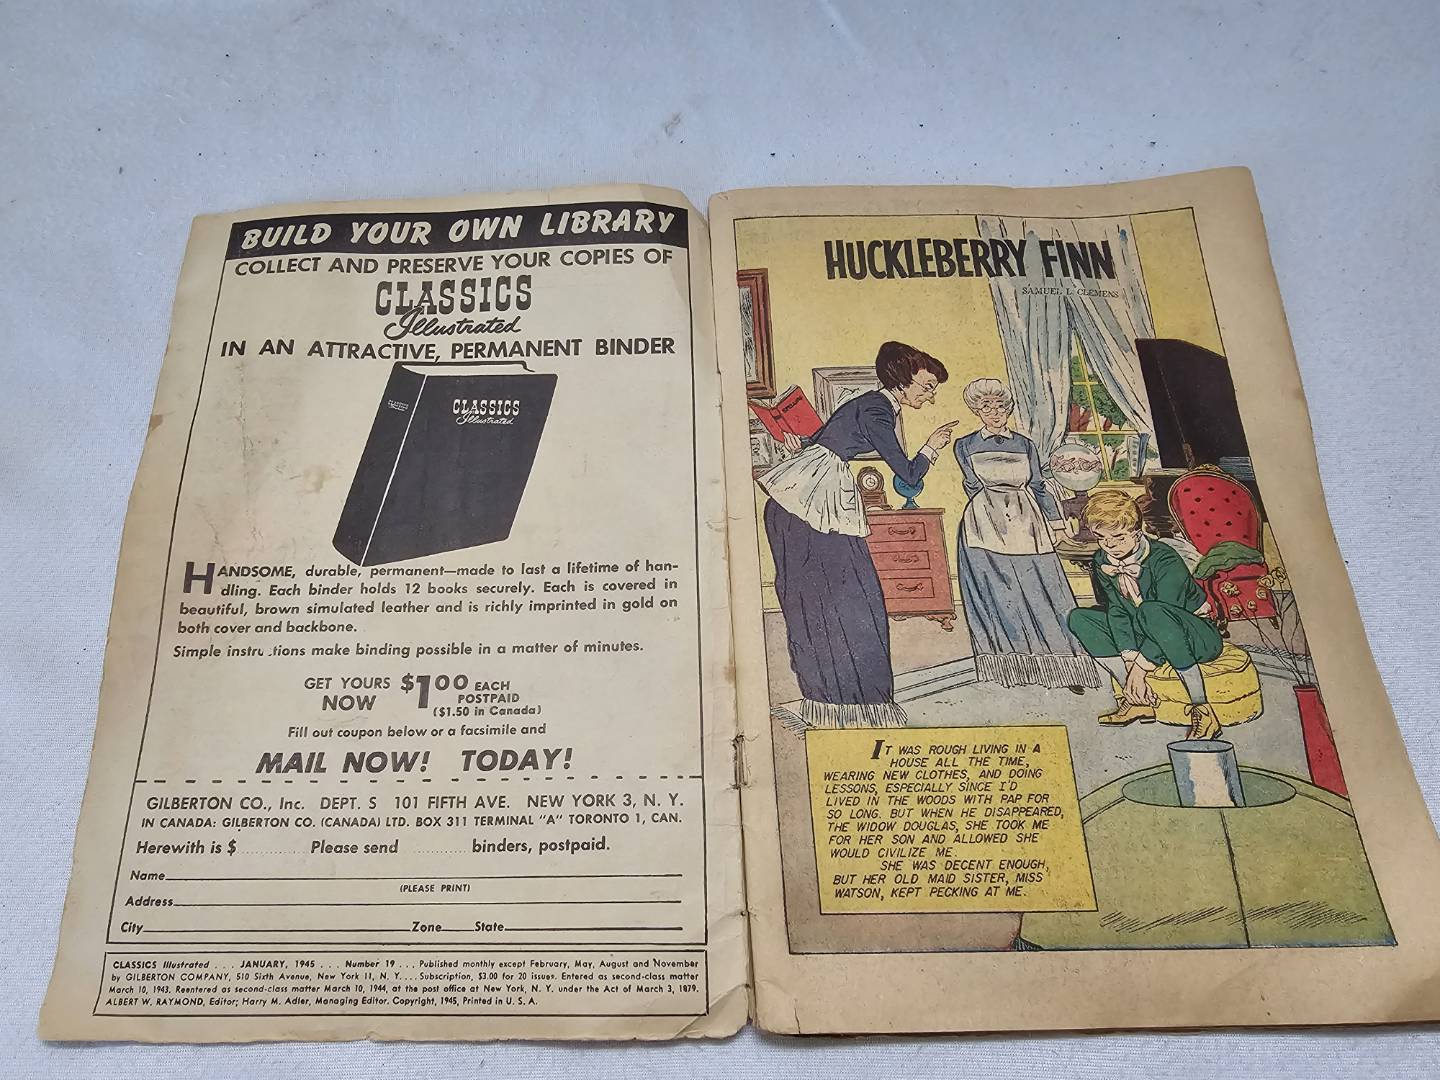 BUILD YOUR OWN LIBRARY
COLLECT AND PRESERVE YOUR COPIES OF
CLASSICS
Illustrated
IN AN ATTRACTIVE, PERMANENT BINDER
CLASSICS
Illustrated
HANDSOME, durable, permanent—made to last a lifetime of han-
dling. Each binder holds 12 books securely. Each is covered in
beautiful, brown simulated leather and is richly imprinted in gold on
both cover and backbone.
Simple instru tions make binding possible in a matter of minutes.
GET YOURS NOW $1.00 EACH
POSTPAID
($1.50 in Canada)
Fill out coupon below or a facsimile and
MAIL NOW! TODAY!
GILBERTON CO., Inc. DEPT. S 101 FIFTH AVE. NEW YORK 3, N. Y.
IN CANADA: GILBERTON CO. (CANADA) LTD. BOX 311 TERMINAL "A" TORONTO 1, CAN.
Herewith is $ .......... Please send .......... binders, postpaid.
Name
(PLEASE PRINT)
Address
City Zone State
CLASSICS Illustrated . . . JANUARY, 1945 . . . Number 19 . . . Published monthly except February, May, August and November
by GILBERTON COMPANY, 510 Sixth Avenue, New York 11, N. Y. . . . Subscription, $3.00 for 20 issues. Entered as second-class matter
March 10, 1943. Reentered as second-class matter March 10, 1944, at the post office at New York, N. Y. under the Act of March 3, 1879.
ALBERT W. RAYMOND, Editor; Harry M. Adler, Managing Editor. Copyright, 1945, Printed in U. S. A.
HUCKLEBERRY FINN
SAMUEL L. CLEMENS
IT WAS ROUGH LIVING IN A
HOUSE ALL THE TIME,
WEARING NEW CLOTHES, AND DOING
LESSONS, ESPECIALLY SINCE I'D
LIVED IN THE WOODS WITH PAP FOR
SO LONG. BUT WHEN HE DISAPPEARED,
THE WIDOW DOUGLAS, SHE TOOK ME
FOR HER SON AND ALLOWED SHE
WOULD CIVILIZE ME.
SHE WAS DECENT ENOUGH,
BUT HER OLD MAID SISTER, MISS
WATSON, KEPT PECKING AT ME.